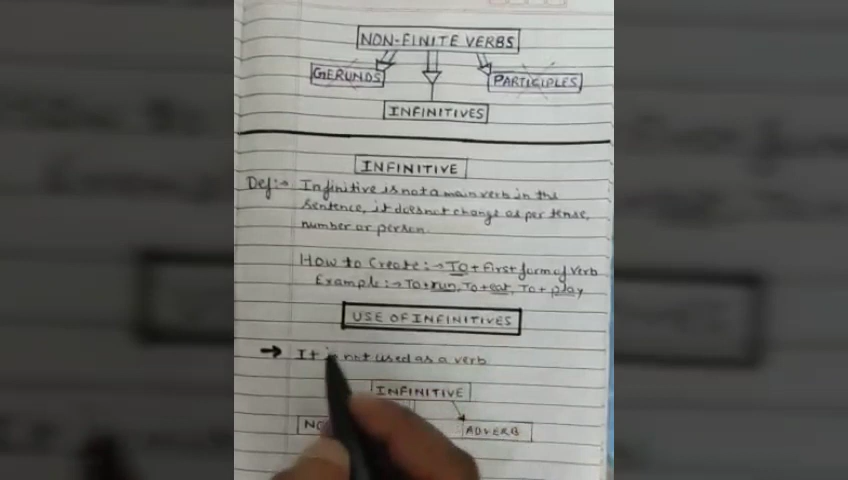 NON-FINITE VERBS
GERUNDS
PARTICIPLES
INFINITIVES
INFINITIVE
Def:→ Infinitive is not a main verb in the
sentence, it does not change as per tense,
number or person.
How to Create:→ To + first form of verb
Example:→ To+run, To+eat, To+play
USE OF INFINITIVES
→ It is not used as a verb
INFINITIVE
ADVERB